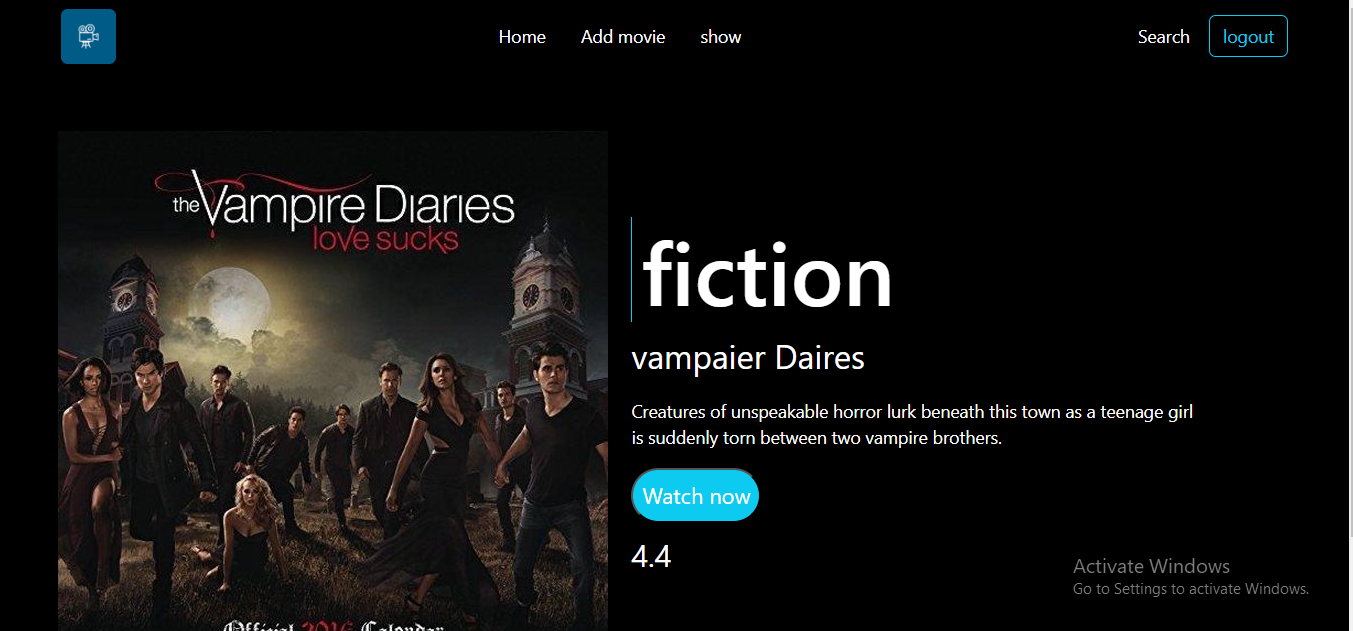 Home Add movie show Search logout
the Vampire Diaries
love sucks
fiction
vampaier Daires
Creatures of unspeakable horror lurk beneath this town as a teenage girl
is suddenly torn between two vampire brothers.
Watch now
4.4
Activate Windows
Go to Settings to activate Windows.
Official 2016 Calendar